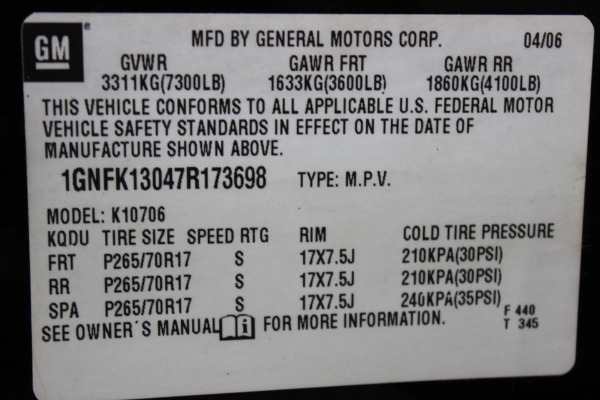 GM
MFD BY GENERAL MOTORS CORP. 04/06
GVWR GAWR FRT GAWR RR
3311KG(7300LB) 1633KG(3600LB) 1860KG(4100LB)
THIS VEHICLE CONFORMS TO ALL APPLICABLE U.S. FEDERAL MOTOR
VEHICLE SAFETY STANDARDS IN EFFECT ON THE DATE OF
MANUFACTURE SHOWN ABOVE.
1GNFK13047R173698 TYPE: M.P.V.
MODEL: K10706
KQDU TIRE SIZE SPEED RTG RIM COLD TIRE PRESSURE
FRT P265/70R17 S 17X7.5J 210KPA(30PSI)
RR P265/70R17 S 17X7.5J 210KPA(30PSI)
SPA P265/70R17 S 17X7.5J 240KPA(35PSI)
SEE OWNER'S MANUAL i FOR MORE INFORMATION.
F 440
T 345